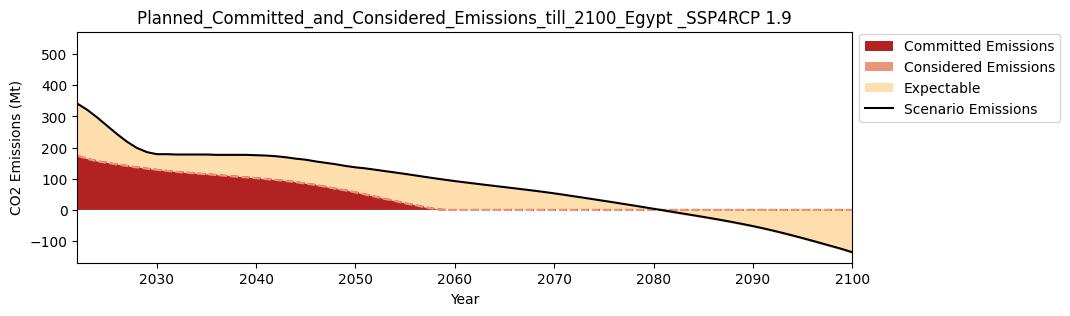 Planned_Committed_and_Considered_Emissions_till_2100_Egypt _SSP4RCP 1.9
CO2 Emissions (Mt)
500
400
300
200
100
0
−100
2030
2040
2050
2060
2070
2080
2090
2100
Year
Committed Emissions
Considered Emissions
Expectable
Scenario Emissions